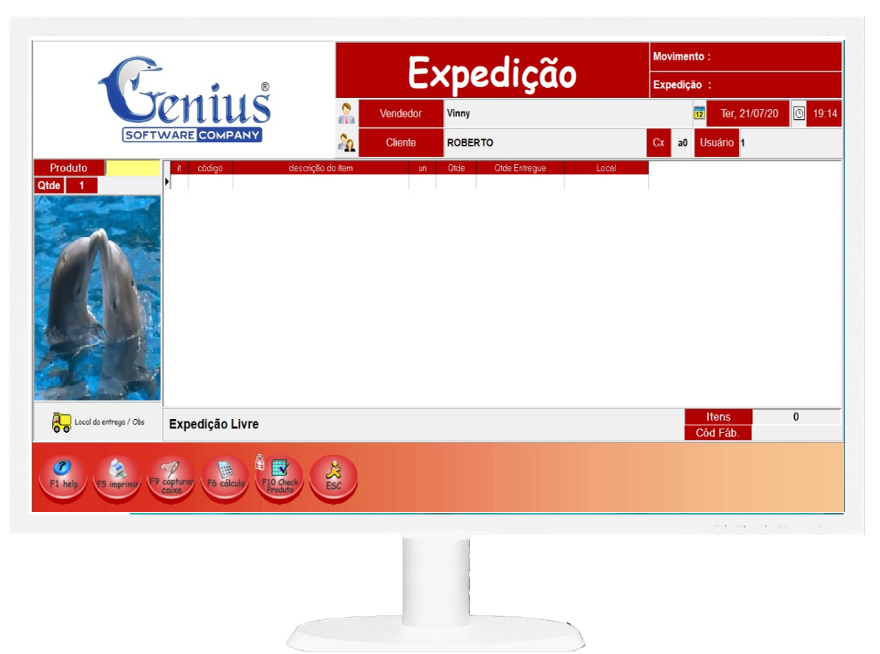 Genius®
SOFTWARE COMPANY
Expedição
Movimento :
Expedição :
Vendedor Vinny
12 Ter, 21/07/20 19:14
Cliente ROBERTO
Cx a0 Usuário 1
Produto
Qtde 1
it código descrição do item un Qtde Qtde Entregue Local
Local da entrega / Obs
Expedição Livre
Itens 0
Cód Fáb.
F1 help
F5 imprimir
F9 capturar caixa
F6 cálculo
F10 Check Produto
ESC